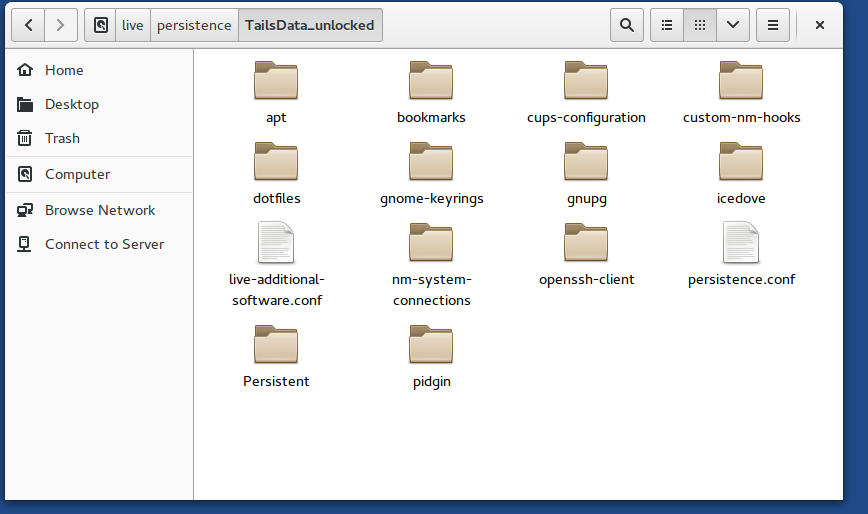 live
persistence
TailsData_unlocked
Home
Desktop
Trash
Computer
Browse Network
Connect to Server
apt
bookmarks
cups-configuration
custom-nm-hooks
dotfiles
gnome-keyrings
gnupg
icedove
live-additional-
software.conf
nm-system-
connections
openssh-client
persistence.conf
Persistent
pidgin